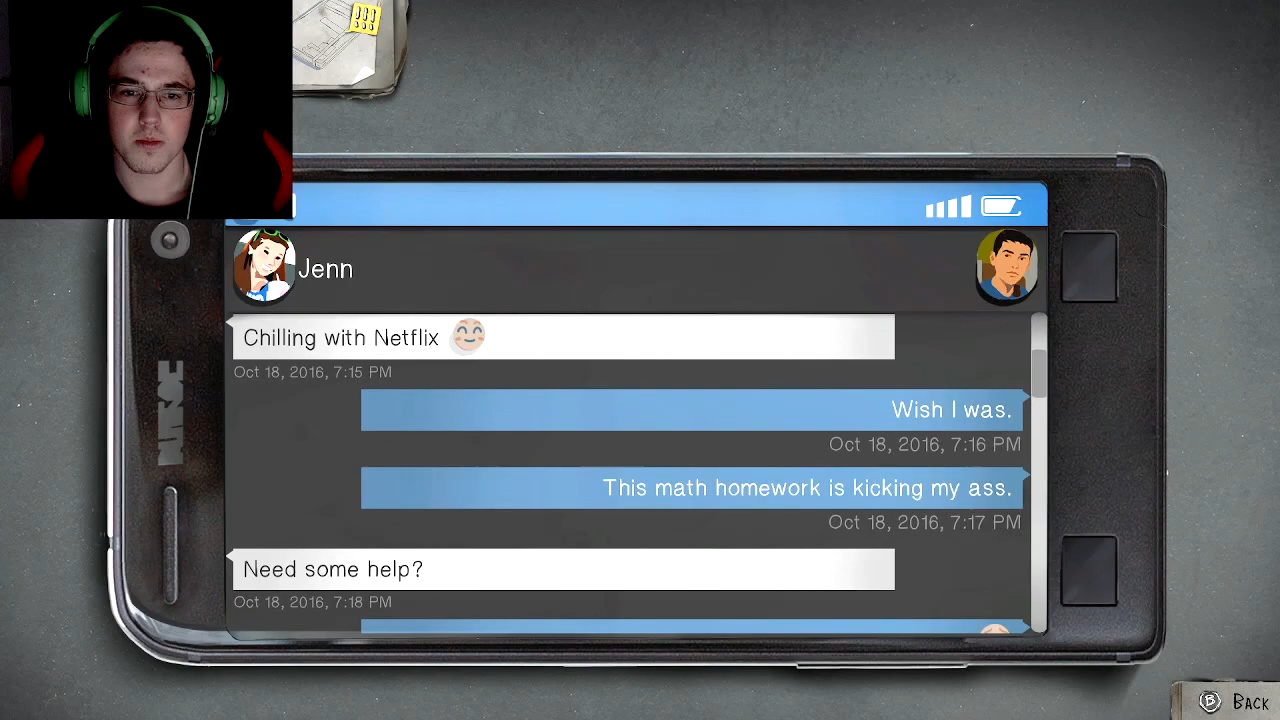 Jenn
Chilling with Netflix
Oct 18, 2016, 7:15 PM
Wish I was.
Oct 18, 2016, 7:16 PM
This math homework is kicking my ass.
Oct 18, 2016, 7:17 PM
Need some help?
Oct 18, 2016, 7:18 PM
B BACK